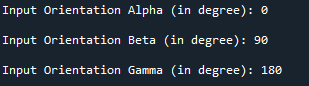 Input Orientation Alpha (in degree): 0
Input Orientation Beta (in degree): 90
Input Orientation Gamma (in degree): 180